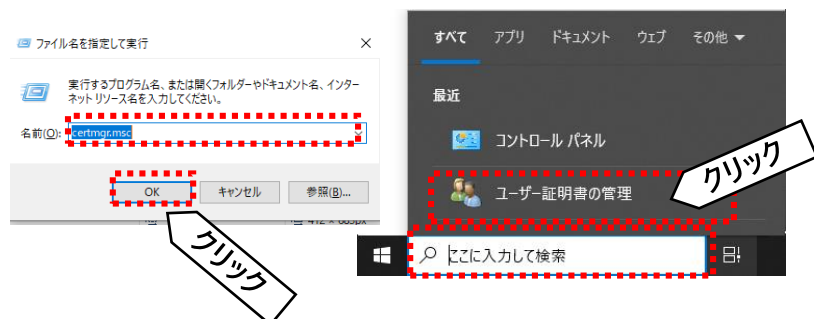 ファイル名を指定して実行
実行するプログラム名、または開くフォルダーやドキュメント名、インター
ネット リソース名を入力してください。
名前(O): certmgr.msc
OK キャンセル 参照(B)...
クリック
すべて アプリ ドキュメント ウェブ その他
最近
コントロール パネル
ユーザー証明書の管理
クリック
ここに入力して検索